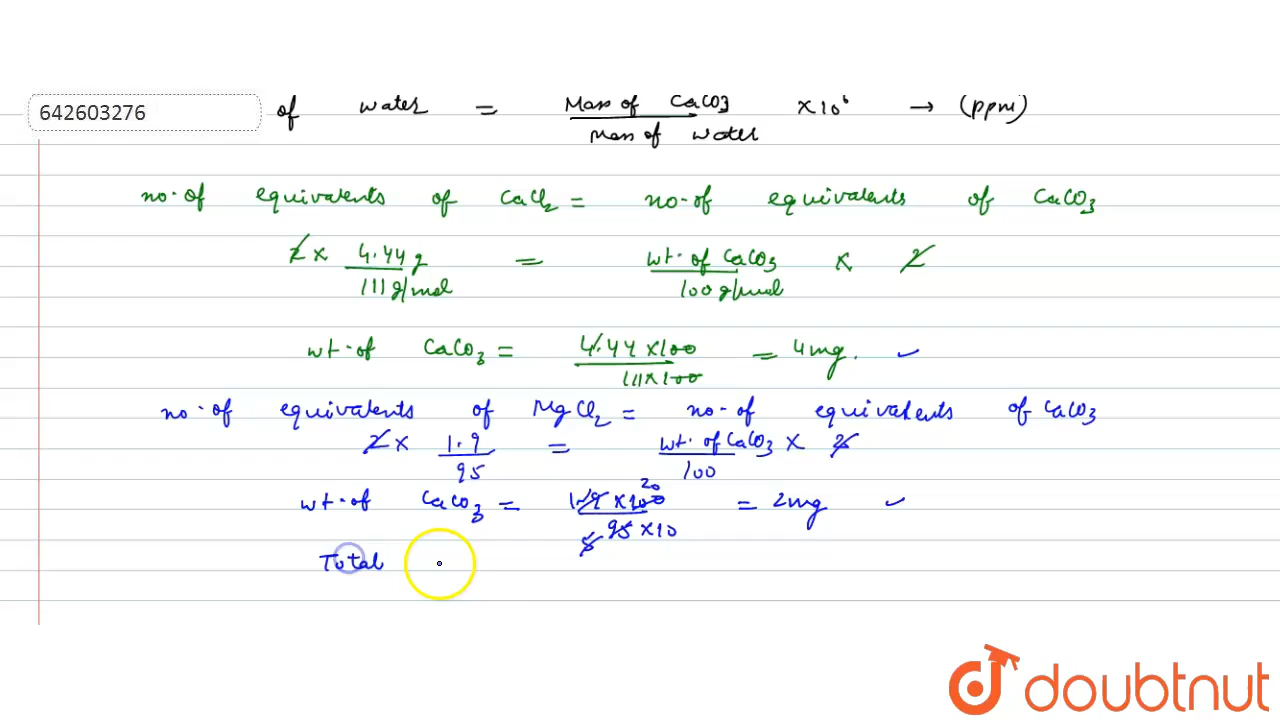 642603276
of water = Mass of CaCO3 / Mass of water × 10⁶ → (ppm)
no. of equivalents of CaCl2 = no. of equivalents of CaCO3
2 × 4.44 g / 111 g/mol = wt. of CaCO3 / 100 g/mol × 2
wt. of CaCO3 = 4.44 × 100 / 111 × 100 = 4 mg. ✓
no. of equivalents of MgCl2 = no. of equivalents of CaCO3
2 × 1.9 / 95 = wt. of CaCO3 / 100 × 2
20
wt. of CaCO3 = 1.9 × 100 / 95 × 10 = 2 mg ✓
5
Total
doubtnut